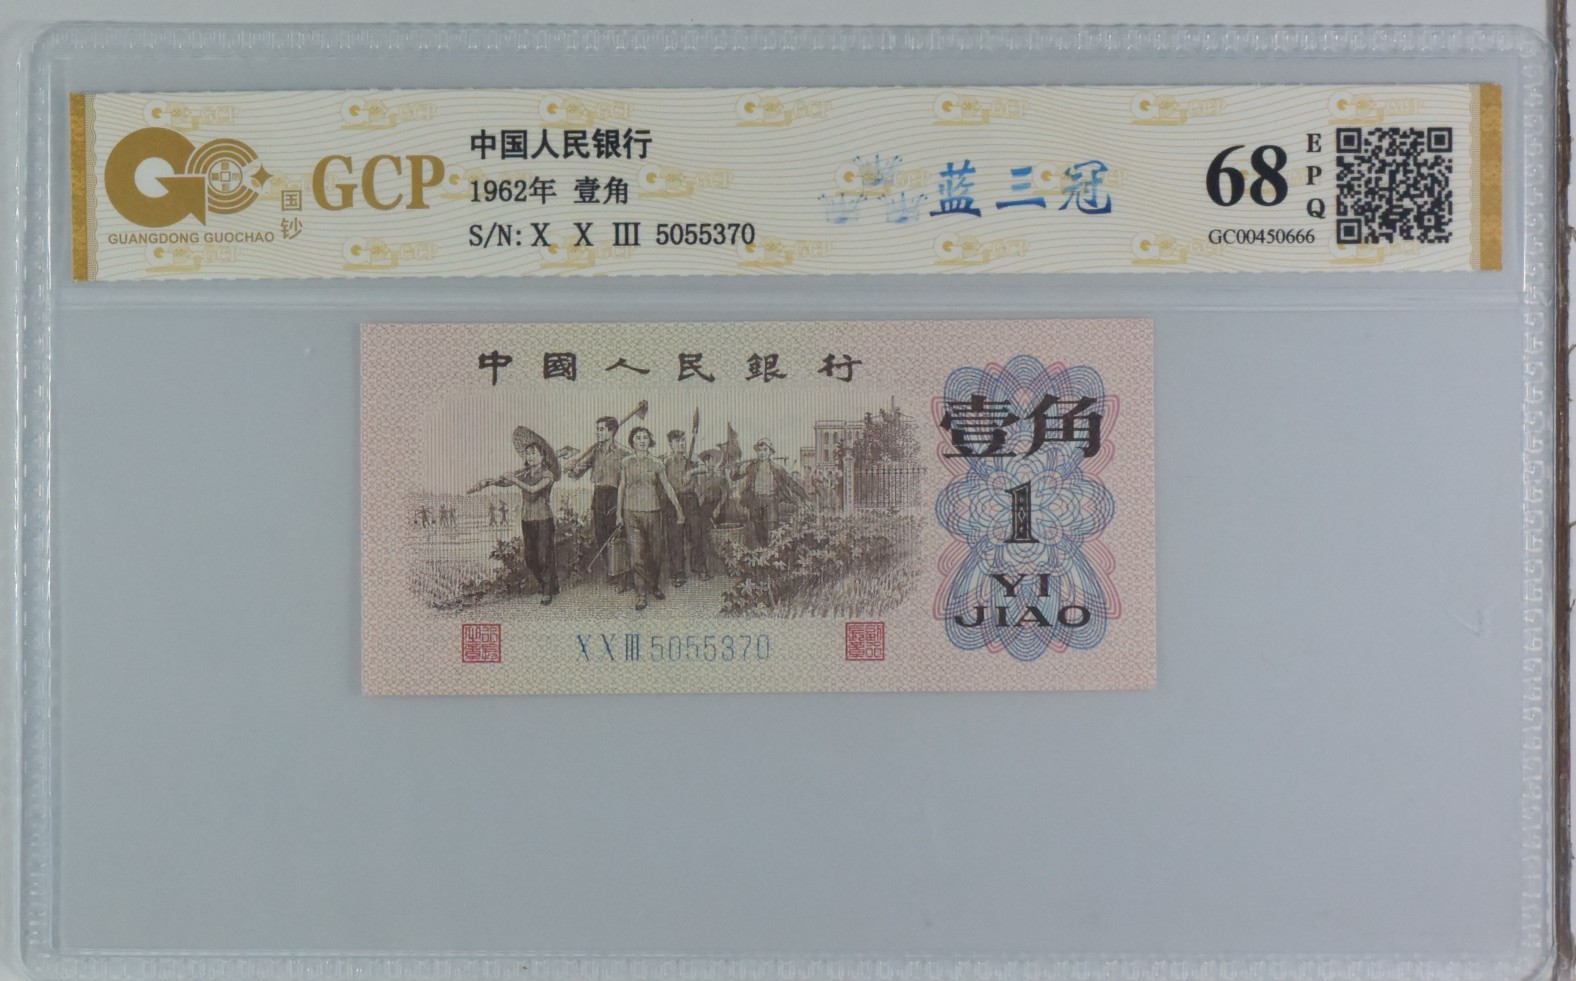 GC
国钞
GUANGDONG GUOCHAO
GCP
中国人民银行
1962年 壹角
S/N: X X III 5055370
蓝三冠
68
EPQ
GC00450666
中國人民銀行
壹角
1
YI
JIAO
X X III 5055370